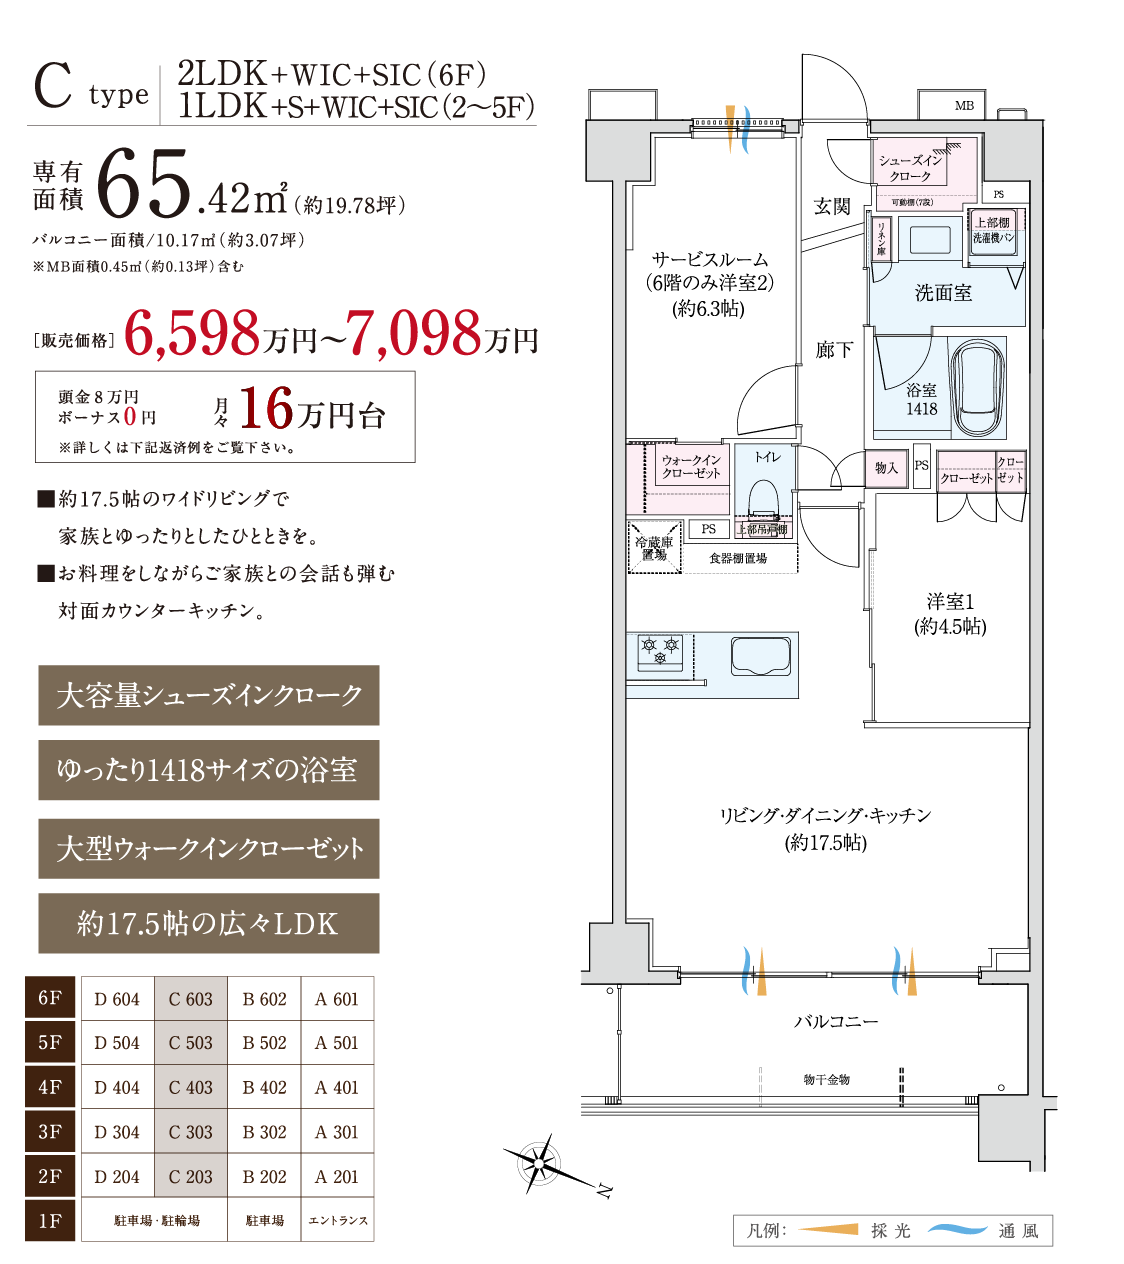 C type
2LDK+WIC+SIC(6F)
1LDK+S+WIC+SIC(2～5F)
専有面積 65.42㎡(約19.78坪)
バルコニー面積/10.17㎡(約3.07坪)
※MB面積0.45㎡(約0.13坪)含む
[販売価格] 6,598万円～7,098万円
頭金8万円
ボーナス0円
月々16万円台
※詳しくは下記返済例をご覧下さい。
■約17.5帖のワイドリビングで
家族とゆったりとしたひとときを。
■お料理をしながらご家族との会話も弾む
対面カウンターキッチン。
大容量シューズインクローク
ゆったり1418サイズの浴室
大型ウォークインクローゼット
約17.5帖の広々LDK
6F D 604 C 603 B 602 A 601
5F D 504 C 503 B 502 A 501
4F D 404 C 403 B 402 A 401
3F D 304 C 303 B 302 A 301
2F D 204 C 203 B 202 A 201
1F 駐車場・駐輪場 駐車場 エントランス
MB
シューズイン
クローク
可動棚(7段)
PS
玄関
リネン庫
上部棚
洗濯機パン
サービスルーム
(6階のみ洋室2)
(約6.3帖)
洗面室
廊下
浴室
1418
ウォークイン
クローゼット
トイレ
物入
PS
クローゼット
クロー
ゼット
PS
上部吊戸棚
冷蔵庫
置場
食器棚置場
洋室1
(約4.5帖)
リビング・ダイニング・キッチン
(約17.5帖)
バルコニー
物干金物
N
凡例: 採光 通風